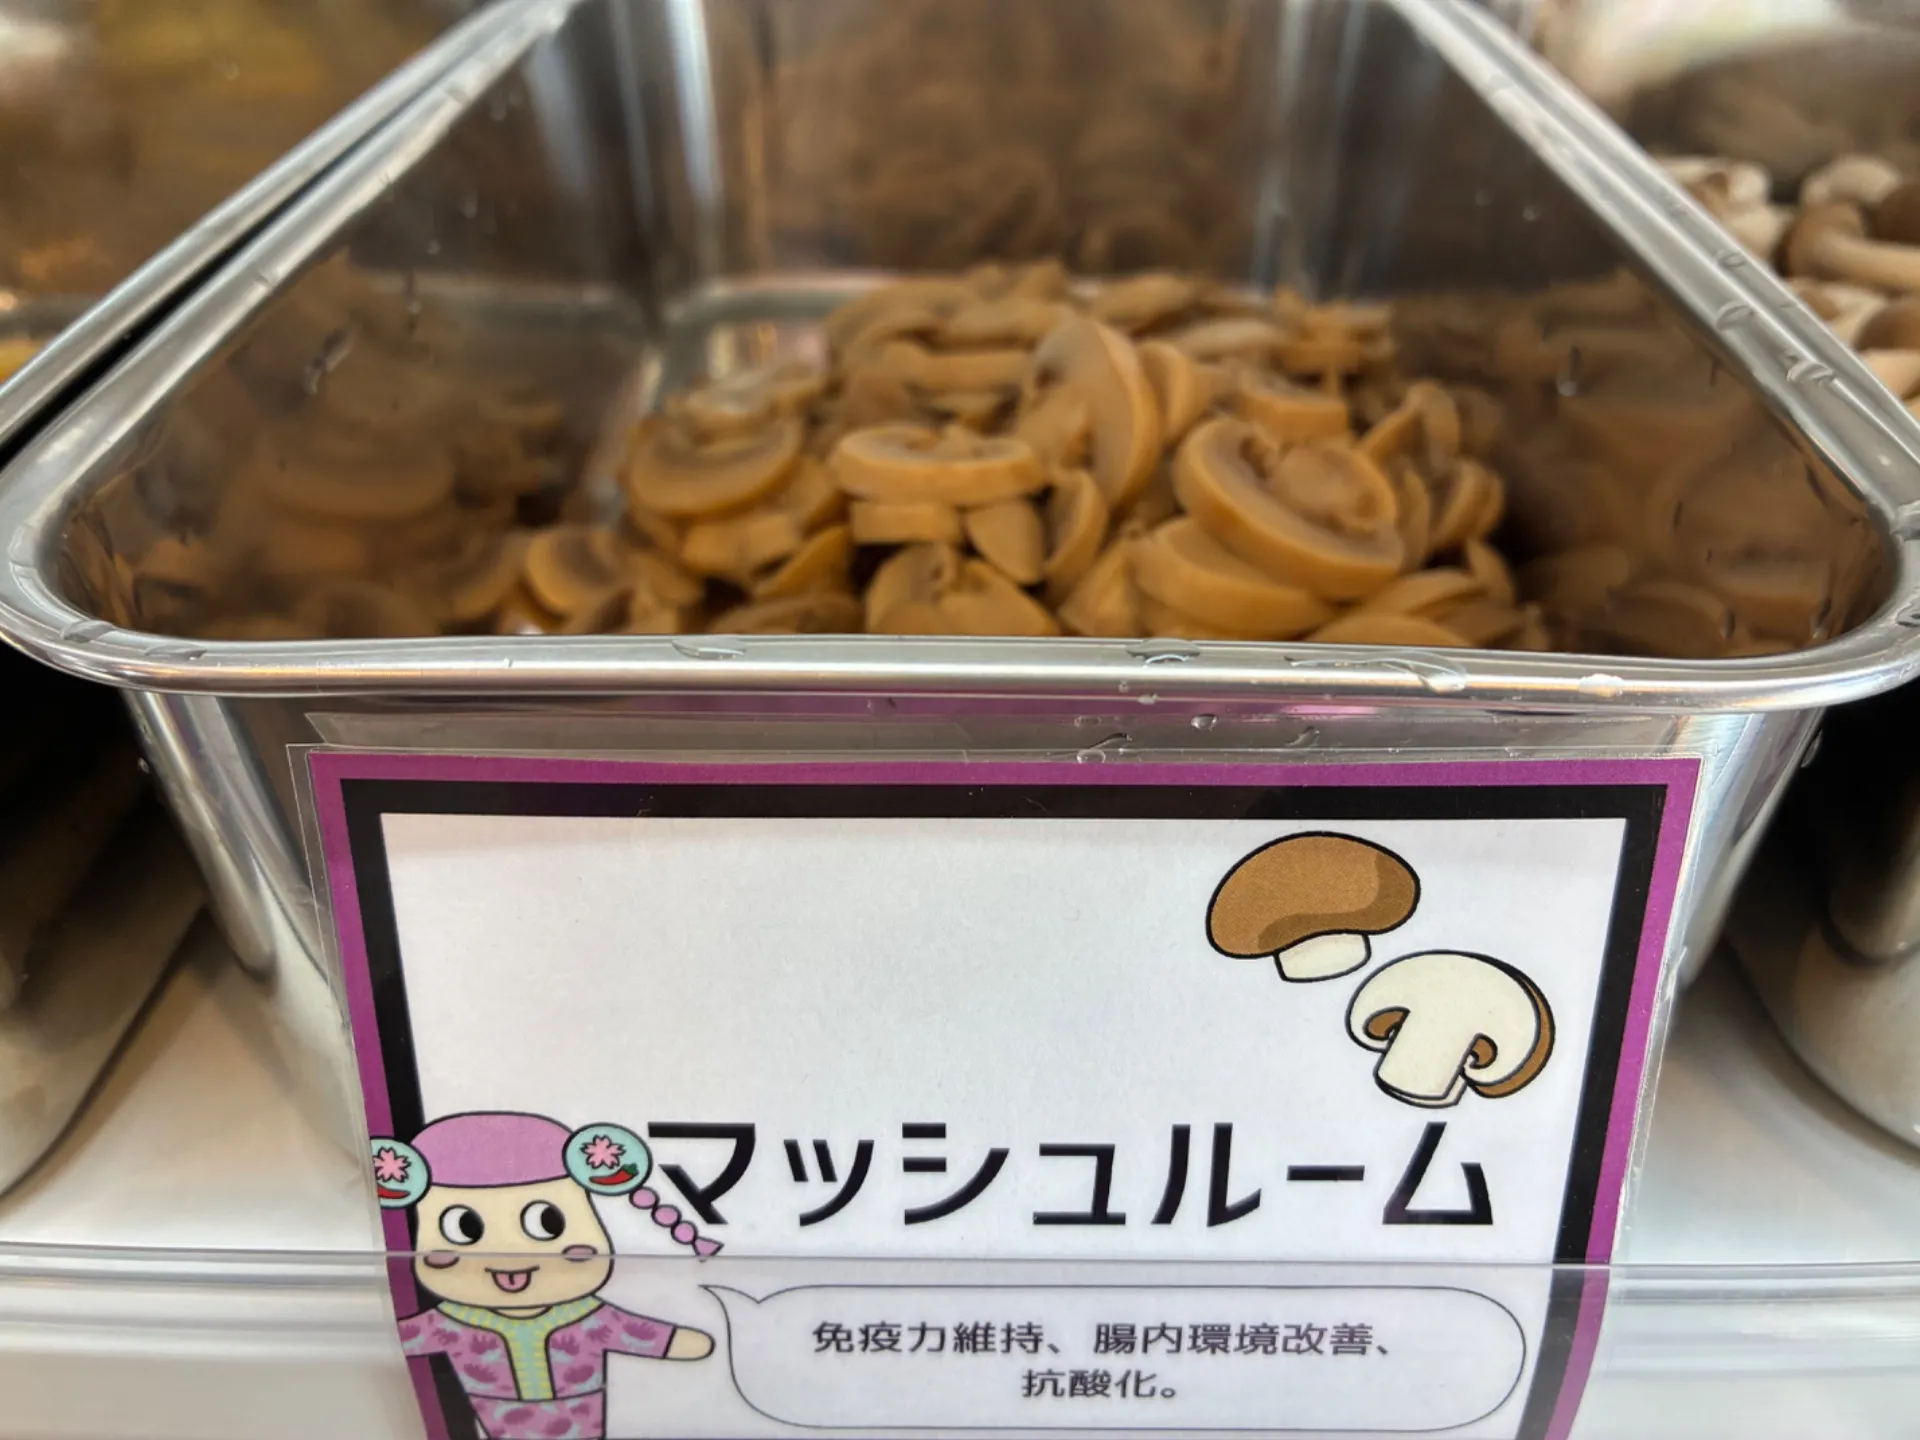 マッシュルーム
免疫力維持、腸内環境改善、
抗酸化。